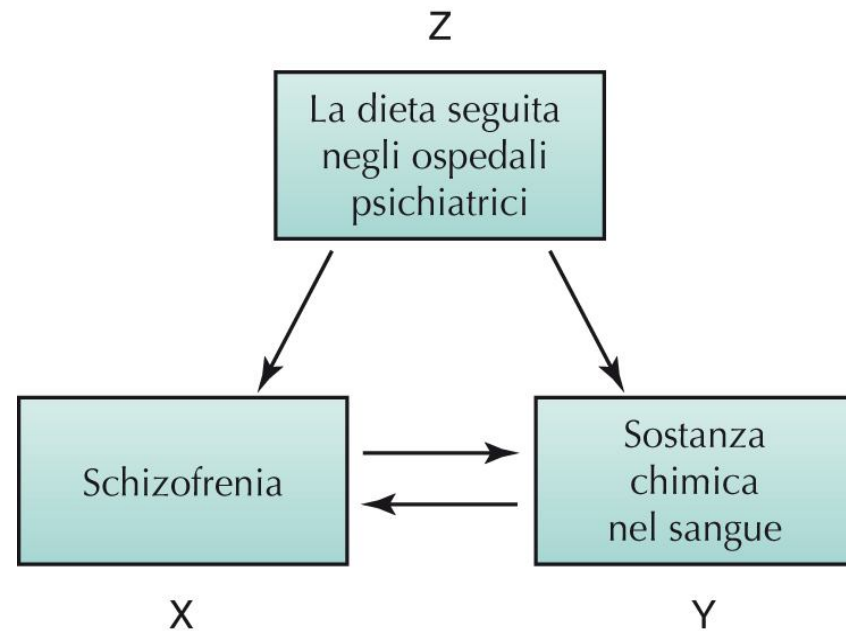 Z
La dieta seguita
negli ospedali
psichiatrici
Schizofrenia
Sostanza
chimica
nel sangue
X
Y